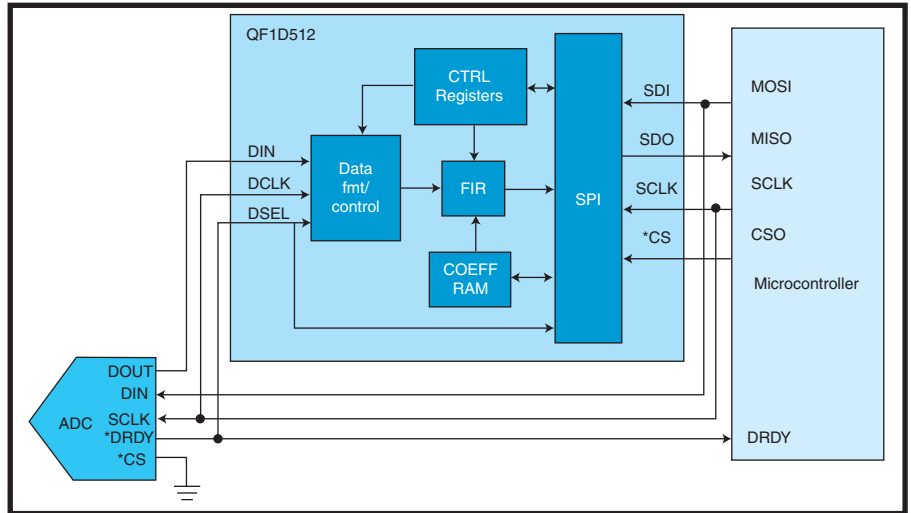 QF1D512
CTRL
Registers
SDI
MOSI
DIN
SDO
MISO
Data
fmt/
control
DCLK
FIR
SPI
SCLK
SCLK
DSEL
*CS
CSO
COEFF
RAM
Microcontroller
DOUT
DIN
ADC
SCLK
*DRDY
DRDY
*CS